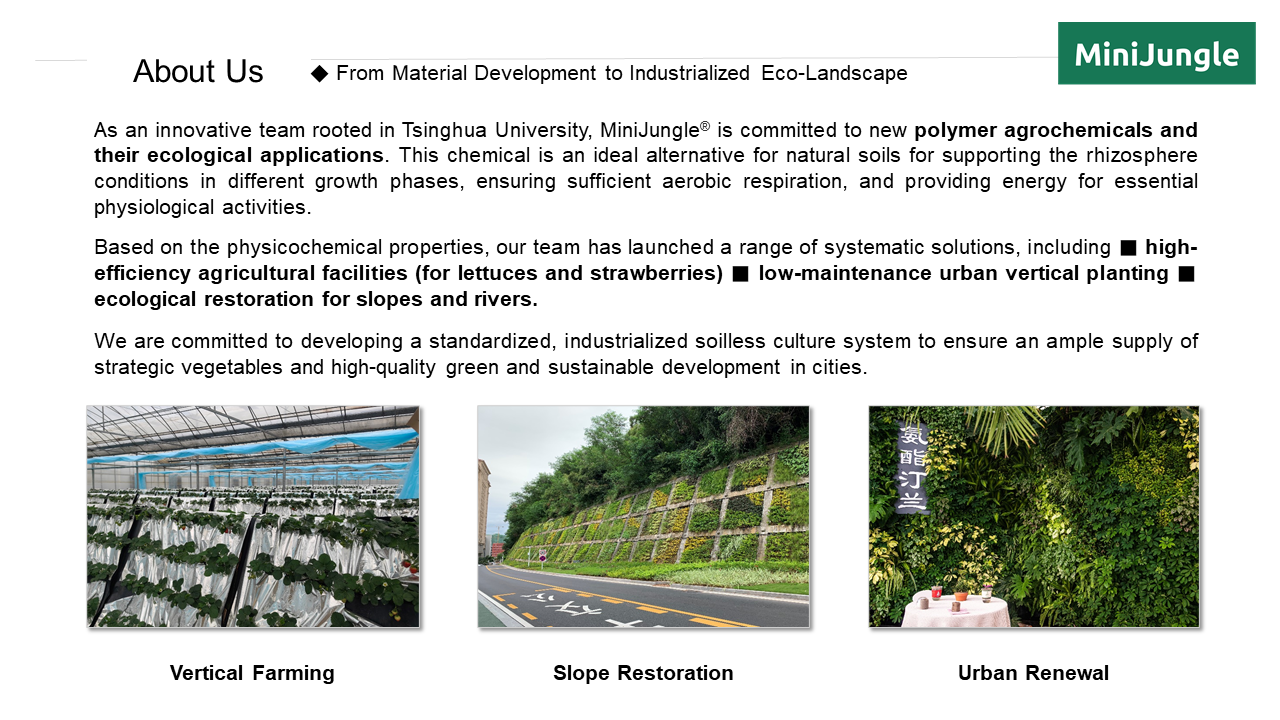 About Us
◆ From Material Development to Industrialized Eco-Landscape
MiniJungle
As an innovative team rooted in Tsinghua University, MiniJungle® is committed to new polymer agrochemicals and
their ecological applications. This chemical is an ideal alternative for natural soils for supporting the rhizosphere
conditions in different growth phases, ensuring sufficient aerobic respiration, and providing energy for essential
physiological activities.
Based on the physicochemical properties, our team has launched a range of systematic solutions, including ■ high-
efficiency agricultural facilities (for lettuces and strawberries) ■ low-maintenance urban vertical planting ■
ecological restoration for slopes and rivers.
We are committed to developing a standardized, industrialized soilless culture system to ensure an ample supply of
strategic vegetables and high-quality green and sustainable development in cities.
氨酯汀兰
Vertical Farming
Slope Restoration
Urban Renewal